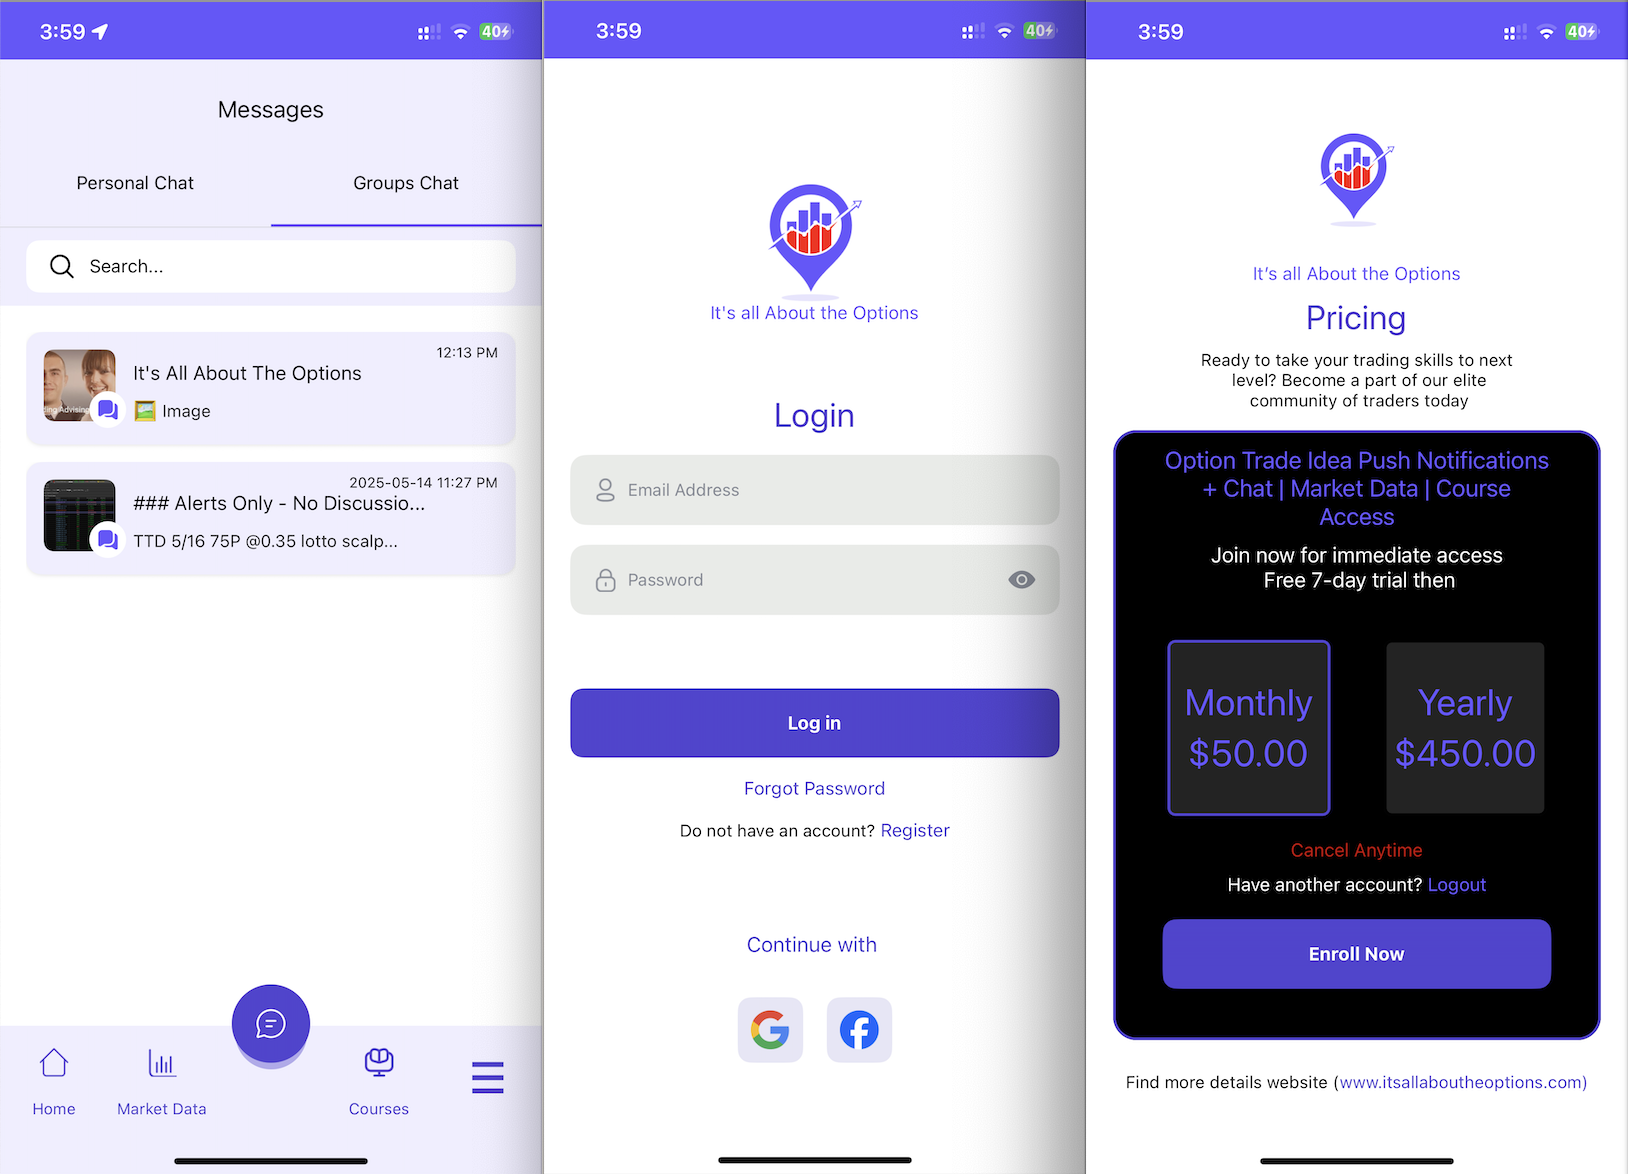 3:59
40
Messages
Personal Chat
Groups Chat
Search...
12:13 PM
It's All About The Options
Image
2025-05-14 11:27 PM
### Alerts Only - No Discussio...
TTD 5/16 75P @0.35 lotto scalp...
Home
Market Data
Courses
3:59
40
It's all About the Options
Login
Email Address
Password
Log in
Forgot Password
Do not have an account? Register
Continue with
3:59
40
It's all About the Options
Pricing
Ready to take your trading skills to next
level? Become a part of our elite
community of traders today
Option Trade Idea Push Notifications
+ Chat | Market Data | Course
Access
Join now for immediate access
Free 7-day trial then
Monthly
$50.00
Yearly
$450.00
Cancel Anytime
Have another account? Logout
Enroll Now
Find more details website (www.itsallaboutheoptions.com)